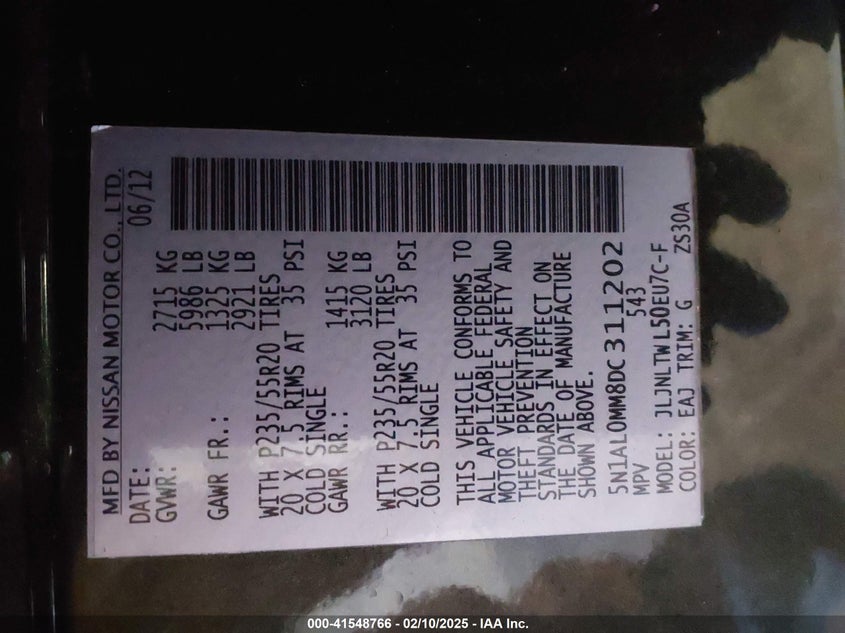 MFD BY NISSAN MOTOR CO., LTD.
DATE: 06/12
GVWR: 2715 KG
5986 LB
GAWR FR.: 1325 KG
2921 LB
WITH P235/55R20 TIRES
20 X 7.5 RIMS AT 35 PSI
COLD SINGLE
GAWR RR.: 1415 KG
3120 LB
WITH P235/55R20 TIRES
20 X 7.5 RIMS AT 35 PSI
COLD SINGLE
THIS VEHICLE CONFORMS TO
ALL APPLICABLE FEDERAL
MOTOR VEHICLE SAFETY AND
THEFT PREVENTION
STANDARDS IN EFFECT ON
THE DATE OF MANUFACTURE
SHOWN ABOVE.
5N1AL0MM8DC311202
MPV 543
MODEL: JLJNLTWL50EU7C-F
COLOR: EAJ TRIM: G ZS30A
000-41548766 - 02/10/2025 - IAA Inc.